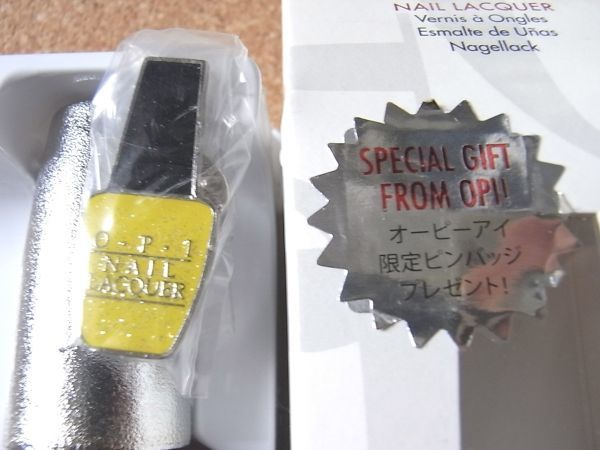 O-P-I
NAIL
LACQUER
NAIL LACQUER
Vernis à Ongles
Esmalte de Uñas
Nagellack
SPECIAL GIFT
FROM OPI!
オーピーアイ
限定ピンバッジ
プレゼント!